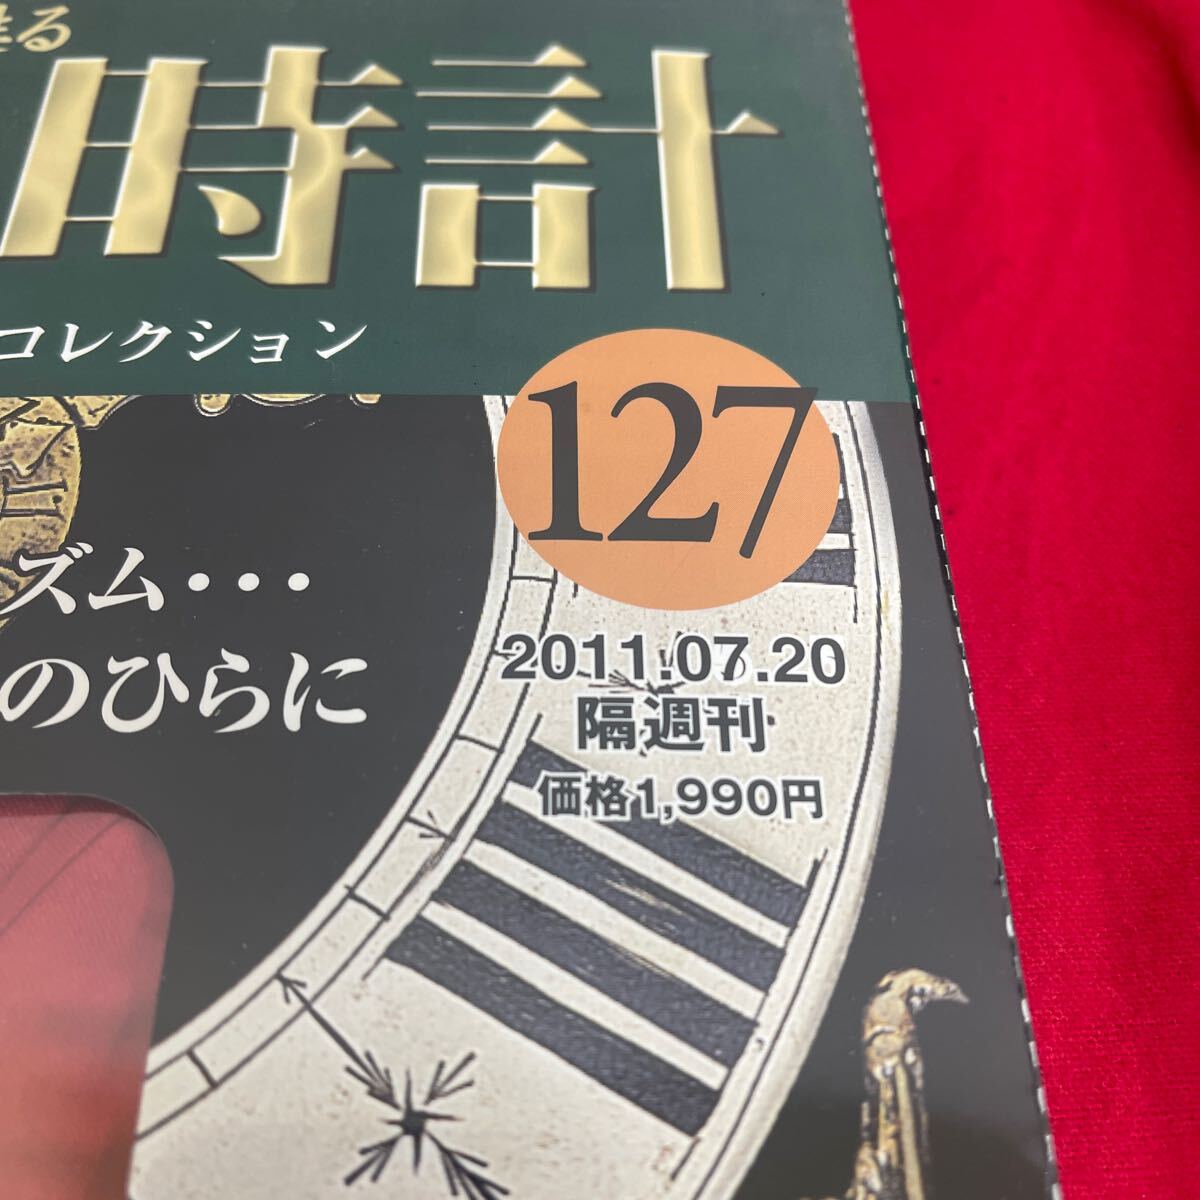 る
時計
コレクション
127
ズム・・・
のひらに
2011.07.20
隔週刊
価格1,990円